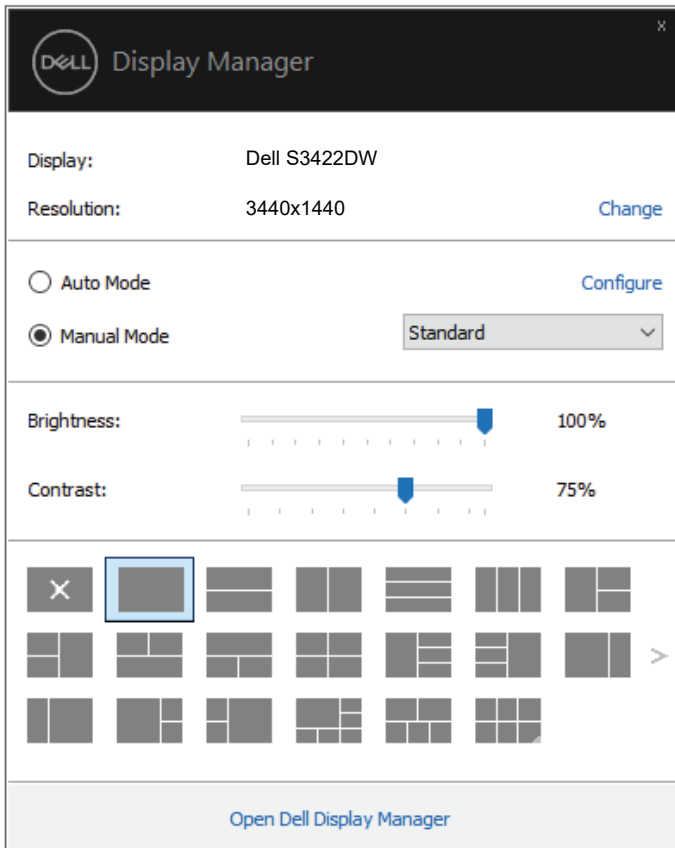 x
DELL Display Manager
Display: Dell S3422DW
Resolution: 3440x1440 Change
Auto Mode Configure
Manual Mode Standard
Brightness: 100%
Contrast: 75%
Open Dell Display Manager